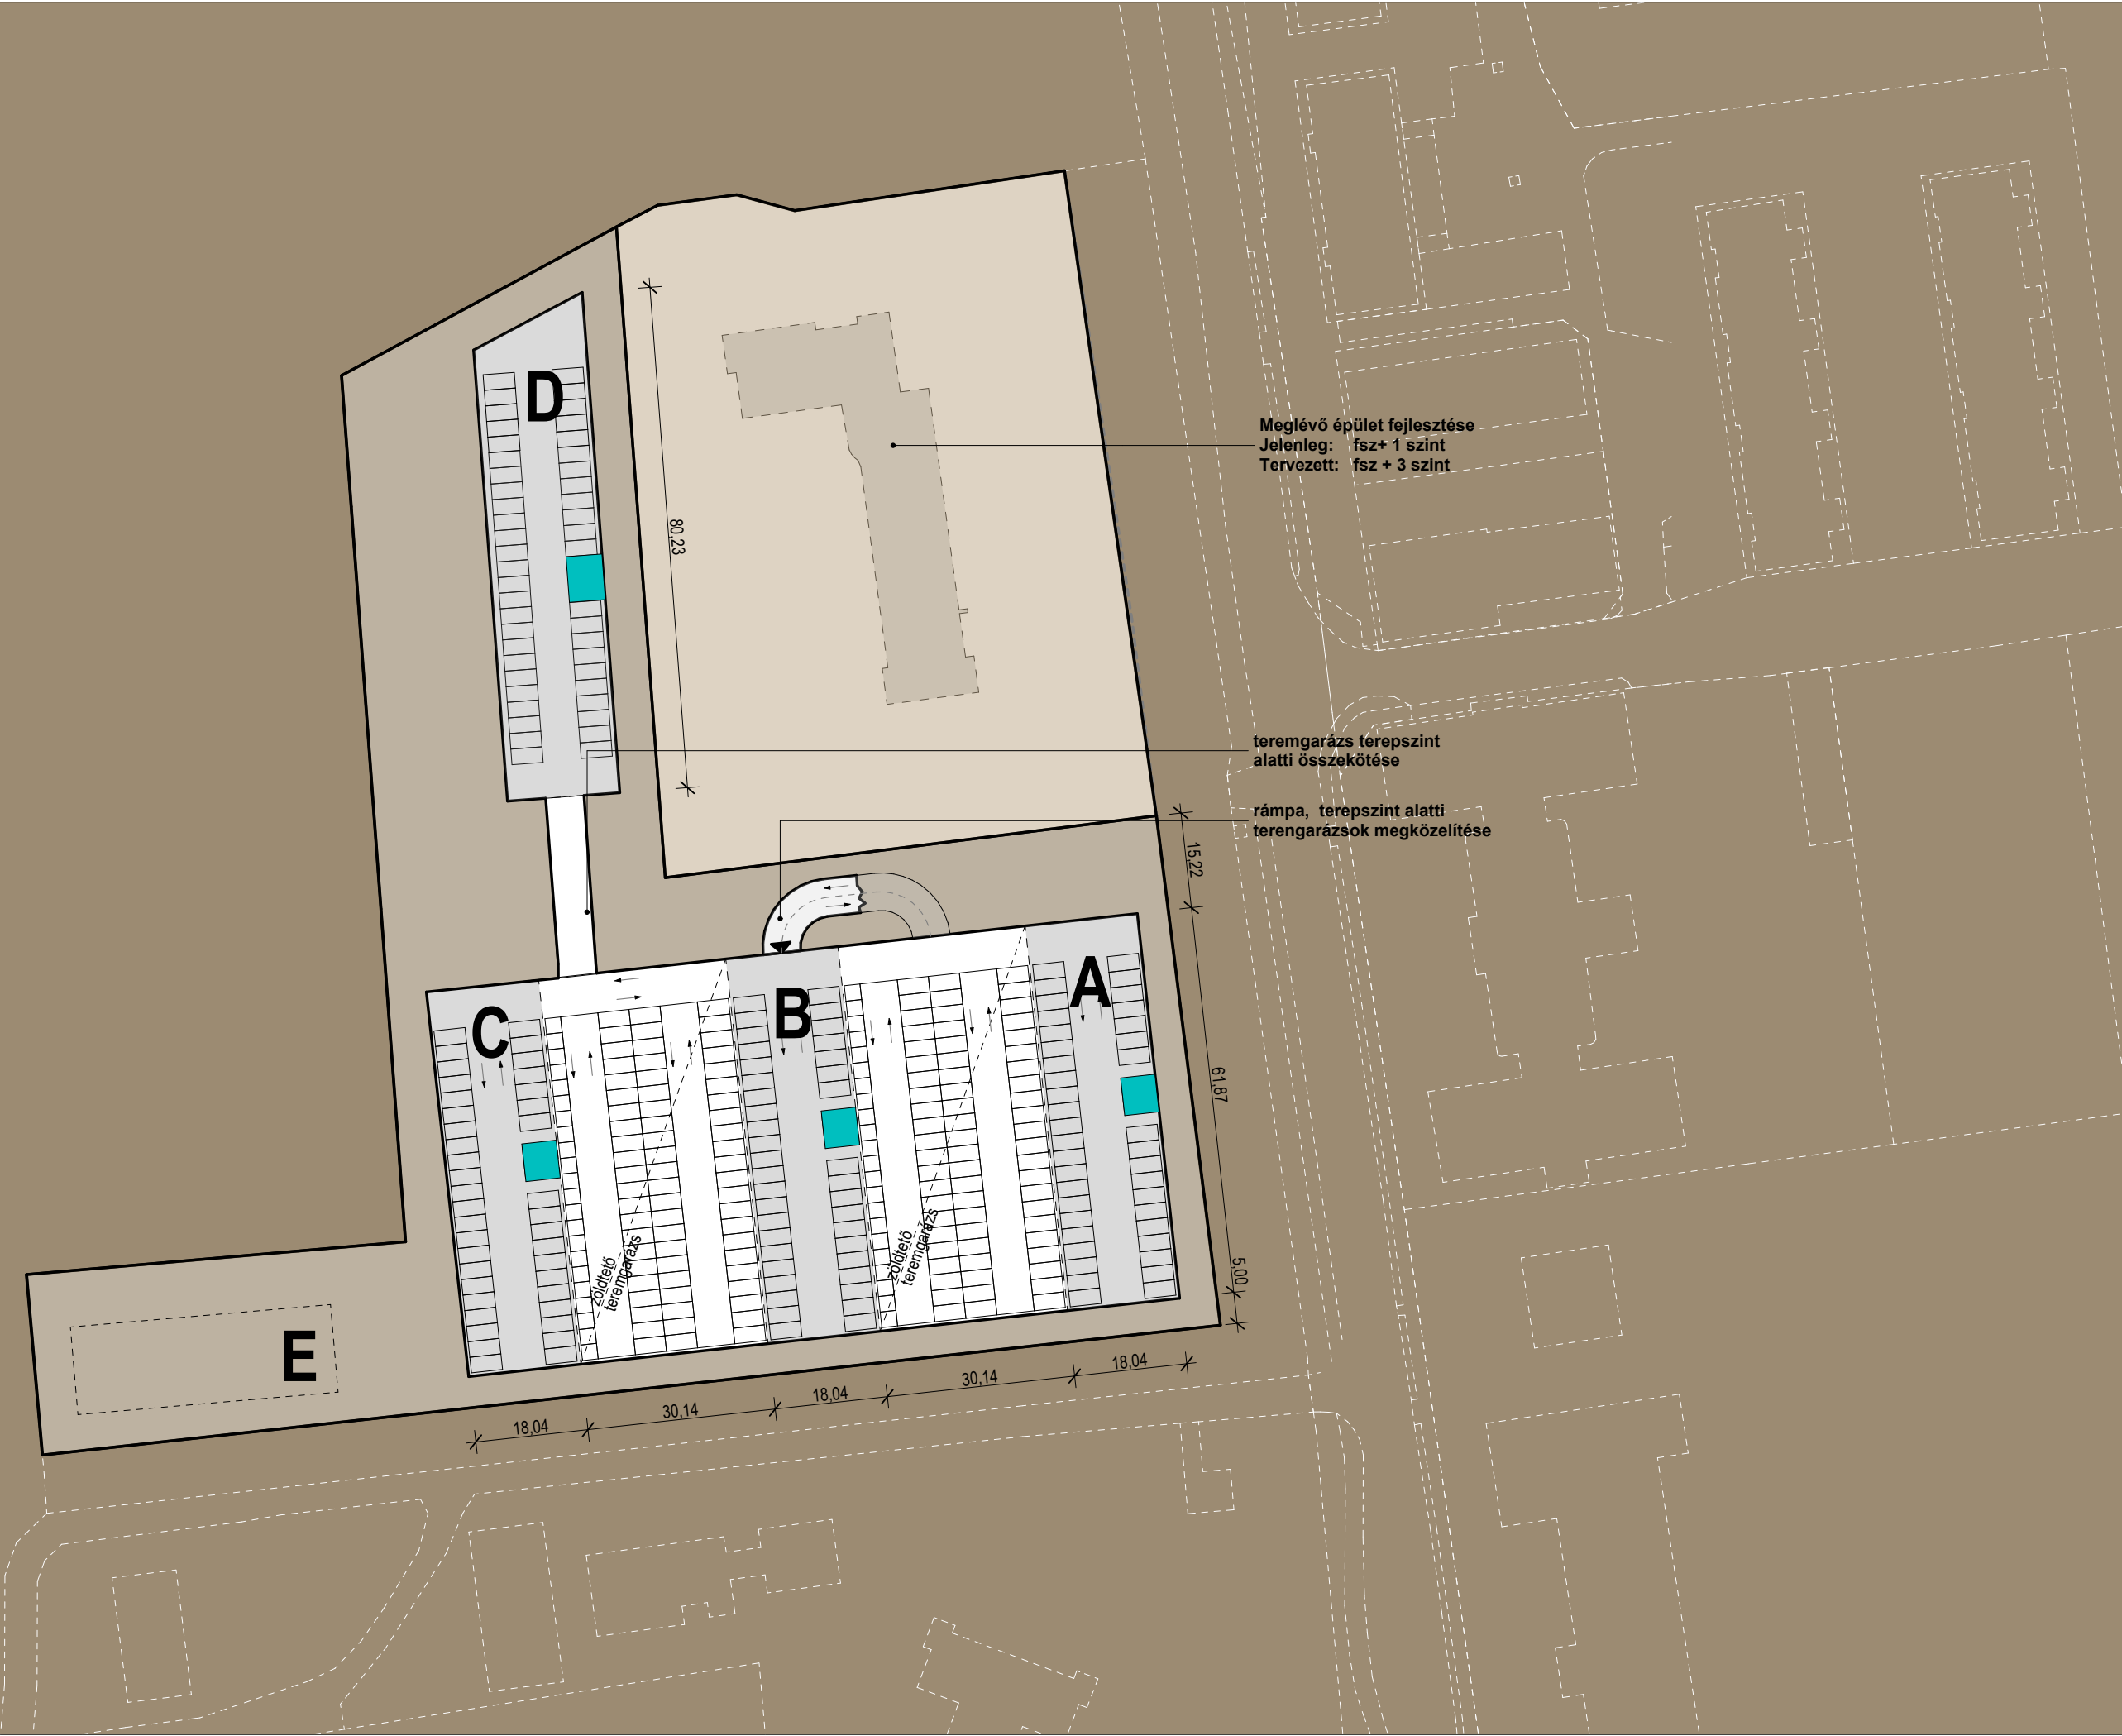 D
80,23
Meglévő épület fejlesztése
Jelenleg: fsz+ 1 szint
Tervezett: fsz + 3 szint
teremgarázs terepszint
alatti összekötése
rámpa, terepszint alatti
terengarázsok megközelítése
15,22
A
B
C
61,87
zöldtető
teremgarázs
zöldtető
teremgarázs
5,00
E
18,04
30,14
18,04
30,14
18,04